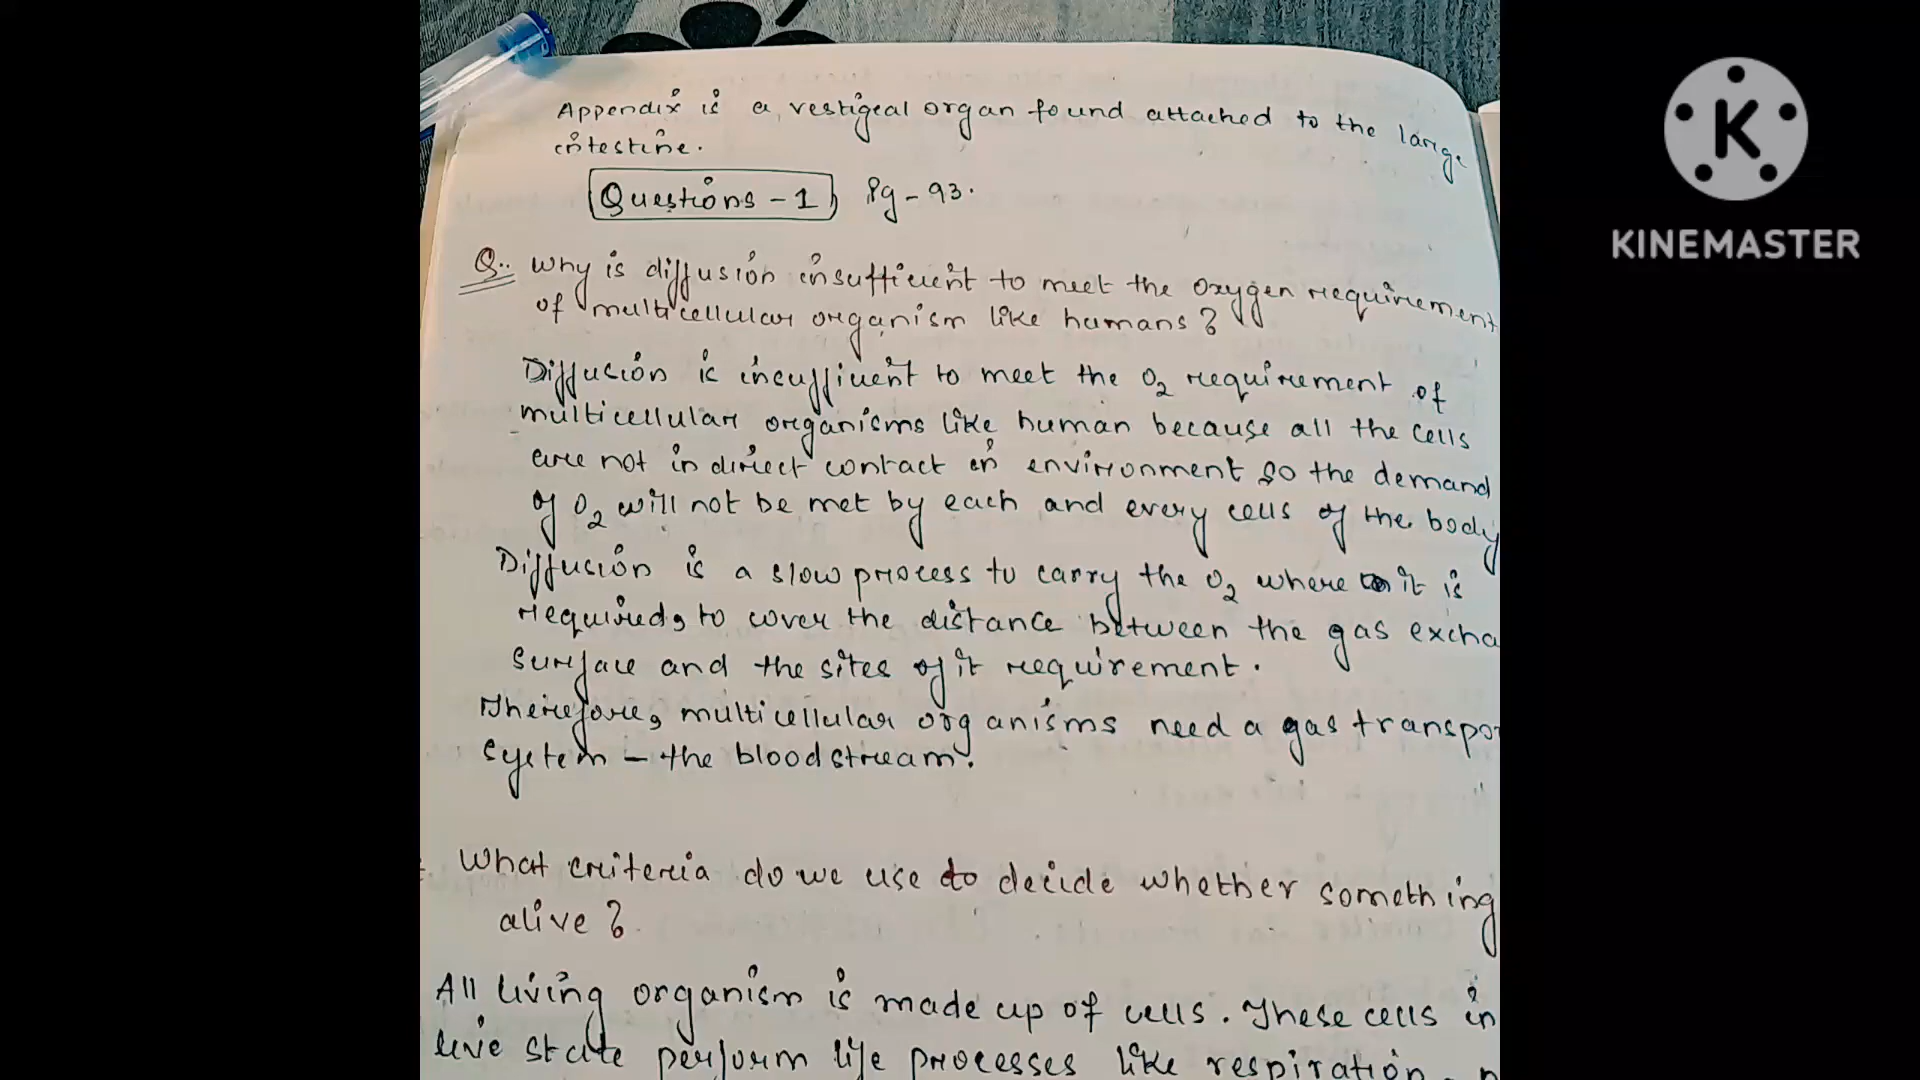 Appendix is a vestigeal organ found attached to the large
intestine.
Questions - 1 Pg - 93.
Q. Why is diffusion insufficient to meet the oxygen requirement
of multicellular organism like humans?
Diffusion is insufficient to meet the O2 requirement of
multicellular organisms like human because all the cells
are not in direct contact in environment so the demand
of O2 will not be met by each and every cells of the body
Diffusion is a slow process to carry the O2 where it is
required, to cover the distance between the gas excha
surface and the sites of it requirement.
Therefore, multicellular organisms need a gas transpo
system - the blood stream.
What criteria do we use to decide whether something
alive?
All living organism is made up of cells. These cells in
live state perform life processes like respiration,
K
KINEMASTER